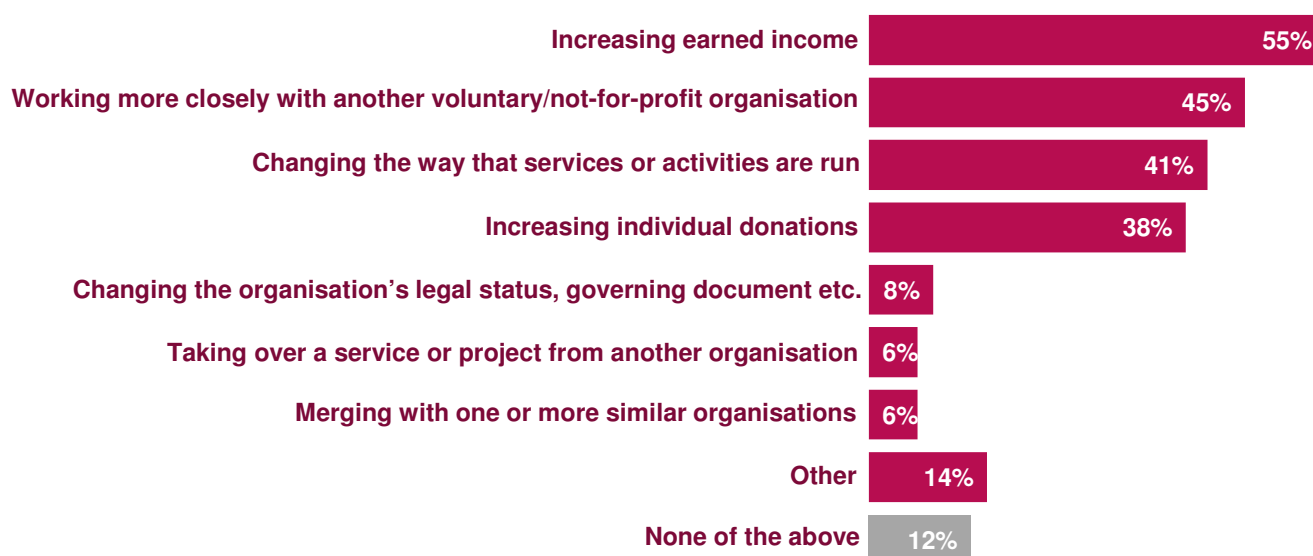 Increasing earned income 55%
Working more closely with another voluntary/not-for-profit organisation 45%
Changing the way that services or activities are run 41%
Increasing individual donations 38%
Changing the organisation’s legal status, governing document etc. 8%
Taking over a service or project from another organisation 6%
Merging with one or more similar organisations 6%
Other 14%
None of the above 12%